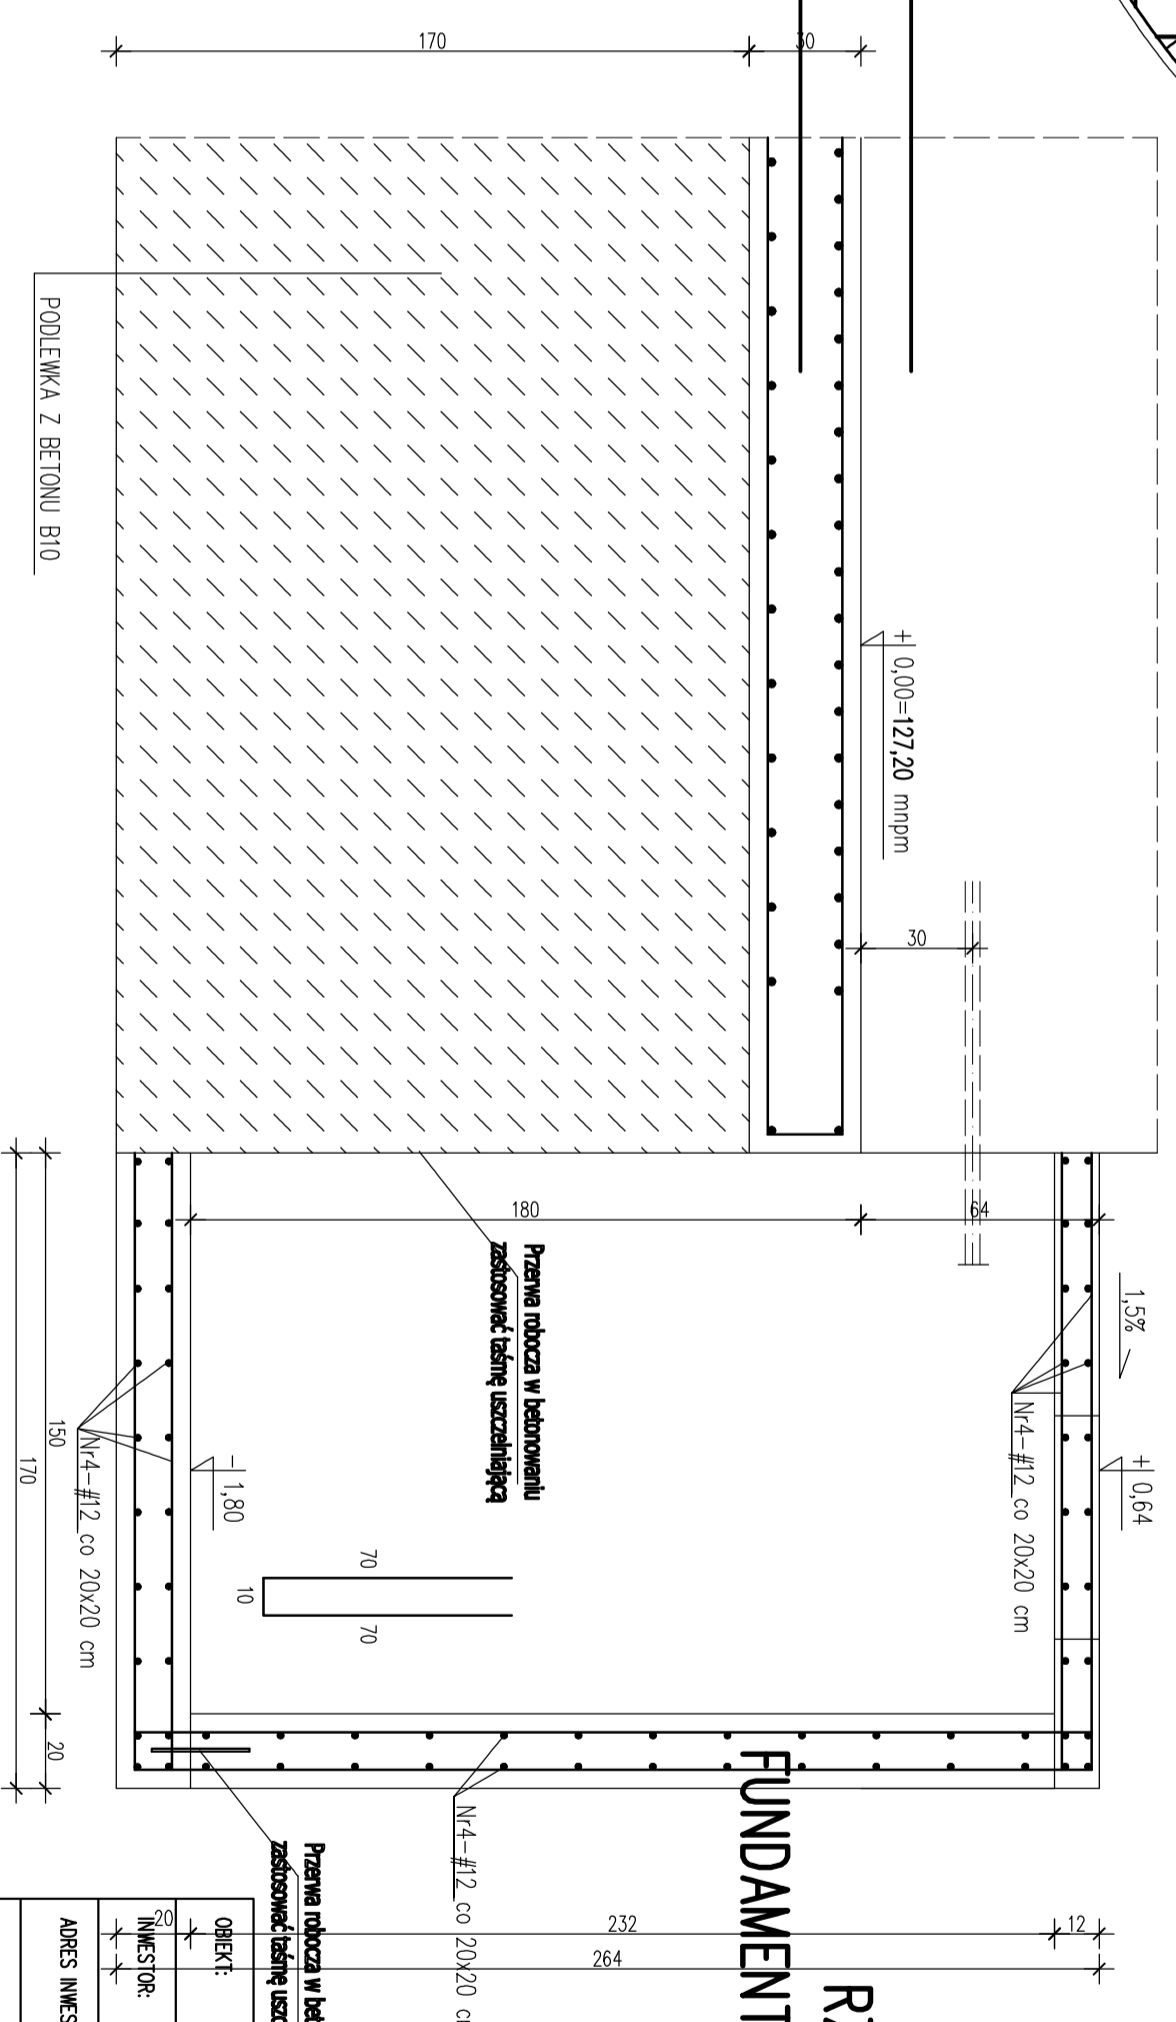 170
30
PODLEWKA Z BETONU B10
+ 0,00=127,20 mnpm
30
180
64
Przerwa robocza w betonowaniu
zastosować taśmę uszczelniającą
1,5%
+ 0,64
Nr4-#12 co 20x20 cm
- 1,80
Nr4-#12 co 20x20 cm
150
170
20
70
10
70
Nr4-#12 co 20x20
Przerwa robocza w
zastosować taśmę
FUNDAMENT
20
232
12
264
OBIEKT:
INWESTOR:
ADRES